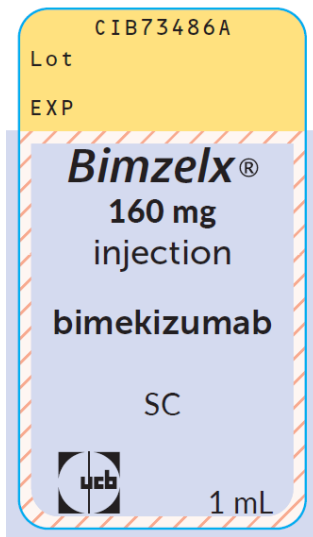 CIB73486A
Lot
EXP
Bimzelx®
160 mg
injection
bimekizumab
SC
ucb
1 mL